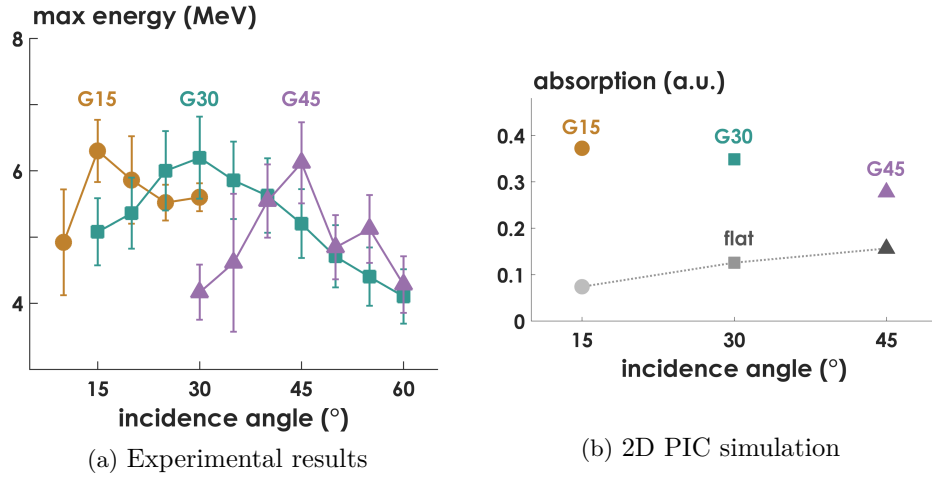 max energy (MeV)
8
6
4
G15 G30 G45
15 30 45 60
incidence angle (°)
(a) Experimental results
absorption (a.u.)
0.4
0.3
0.2
0.1
0
G15
G30
G45
flat
15 30 45
incidence angle (°)
(b) 2D PIC simulation